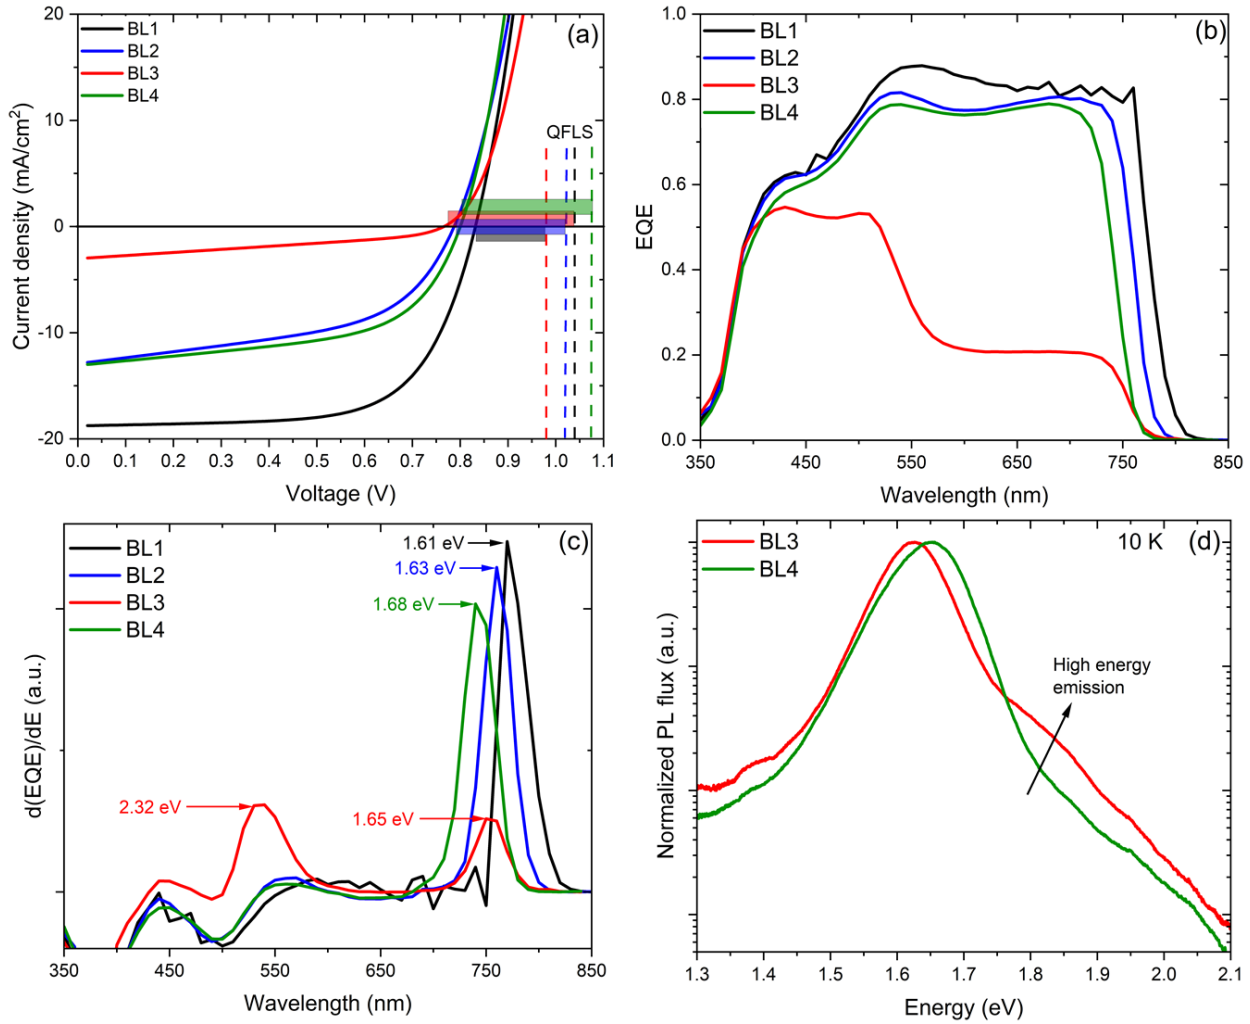 (a)
BL1
BL2
BL3
BL4
QFLS
20
10
0
-10
-20
Current density (mA/cm²)
0.0 0.1 0.2 0.3 0.4 0.5 0.6 0.7 0.8 0.9 1.0 1.1
Voltage (V)
(b)
BL1
BL2
BL3
BL4
1.0
0.8
0.6
0.4
0.2
0.0
EQE
350 450 550 650 750 850
Wavelength (nm)
(c)
BL1
BL2
BL3
BL4
1.61 eV
1.63 eV
1.68 eV
2.32 eV
1.65 eV
d(EQE)/dE (a.u.)
350 450 550 650 750 850
Wavelength (nm)
10 K (d)
BL3
BL4
High energy
emission
Normalized PL flux (a.u.)
1.3 1.4 1.5 1.6 1.7 1.8 1.9 2.0 2.1
Energy (eV)